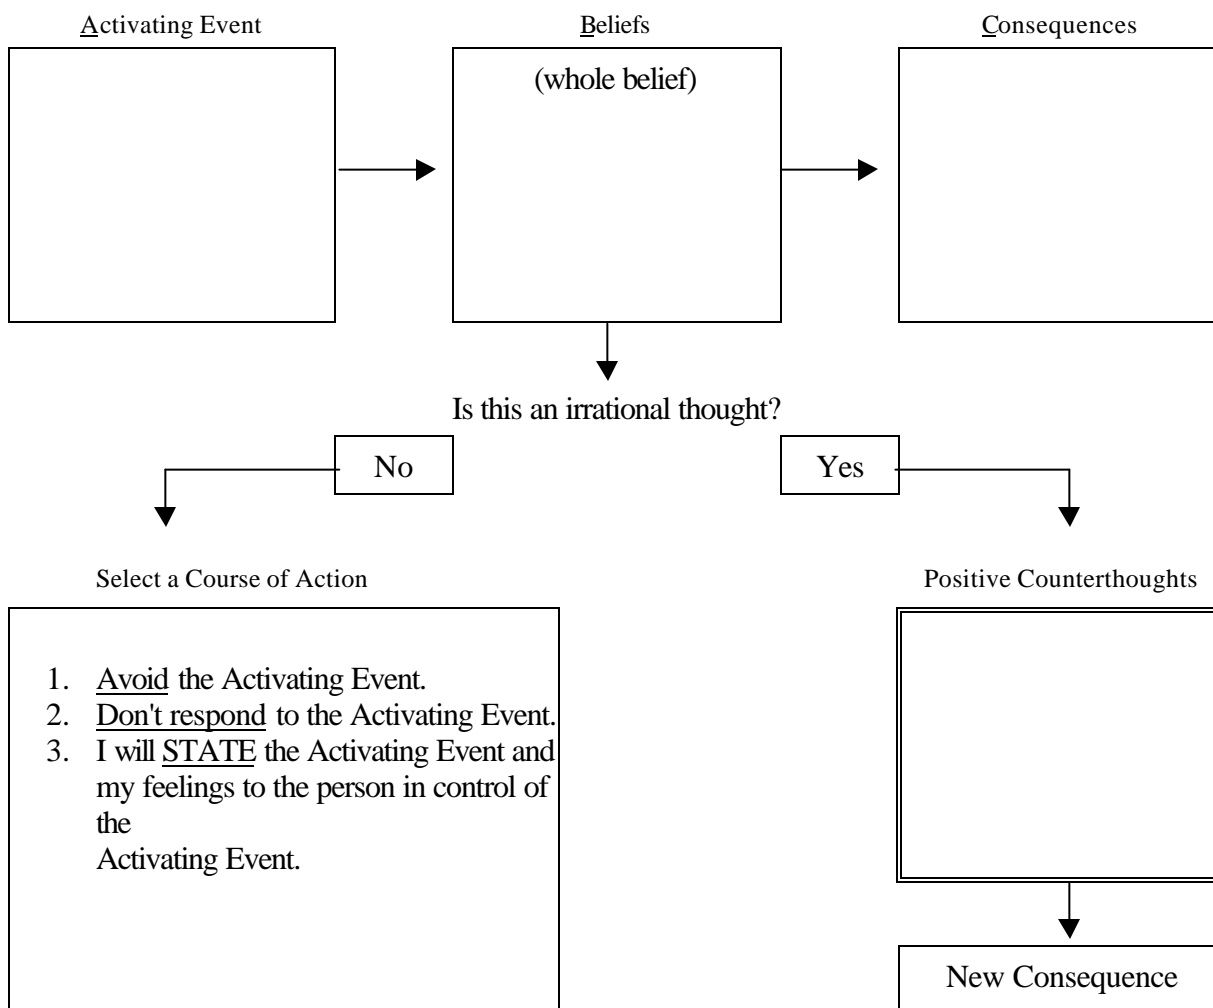 Activating Event
Beliefs
Consequences
(whole belief)
Is this an irrational thought?
No
Yes
Select a Course of Action
Positive Counterthoughts
1. Avoid the Activating Event.
2. Don't respond to the Activating Event.
3. I will STATE the Activating Event and
my feelings to the person in control of
the
Activating Event.
New Consequence